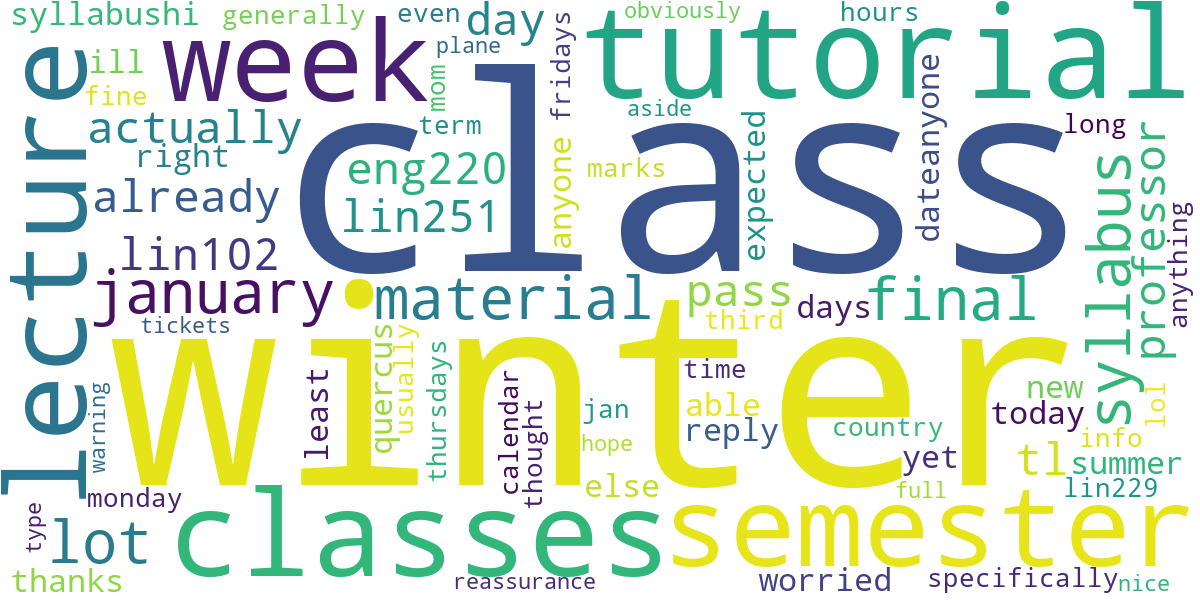 syllabushi
generally
even
day
obviously
hours
week
plane
fridays
tutorial
ill
fine
mom
aside
dateanyone
long
lecture
actually
term
class
expected
right
eng220
anyone
marks
syllabus
professor
already
lin251
anything
lin102
january
material
pass
days
final
third
tickets
winter
quercus
usually
thursdays
least
calendar
thought
jan
hope
time
able
reply
new
today
lol
country
info
yet
tl
summer
warning
monday
else
full
lin229
type
lot
classes
semester
thanks
reassurance
worried
specifically
nice